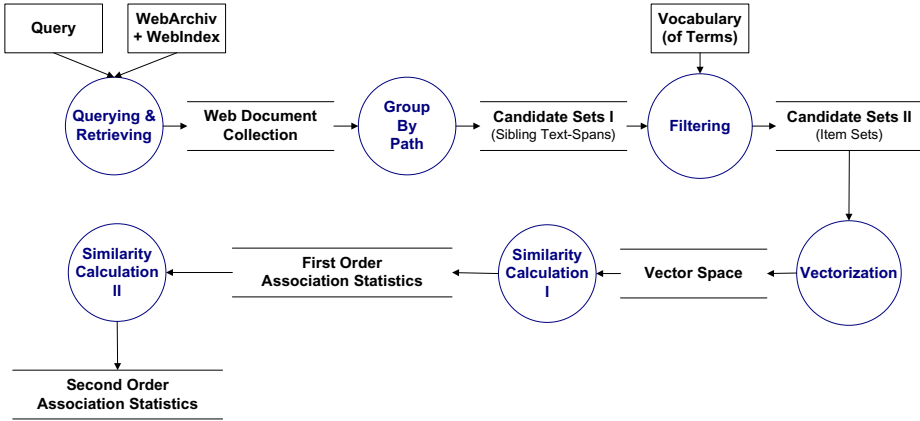 Query
WebArchiv
+ WebIndex
Vocabulary
(of Terms)
Querying &
Retrieving
Web Document
Collection
Group
By
Path
Candidate Sets I
(Sibling Text-Spans)
Filtering
Candidate Sets II
(Item Sets)
Similarity
Calculation
II
First Order
Association Statistics
Similarity
Calculation
I
Vector Space
Vectorization
Second Order
Association Statistics